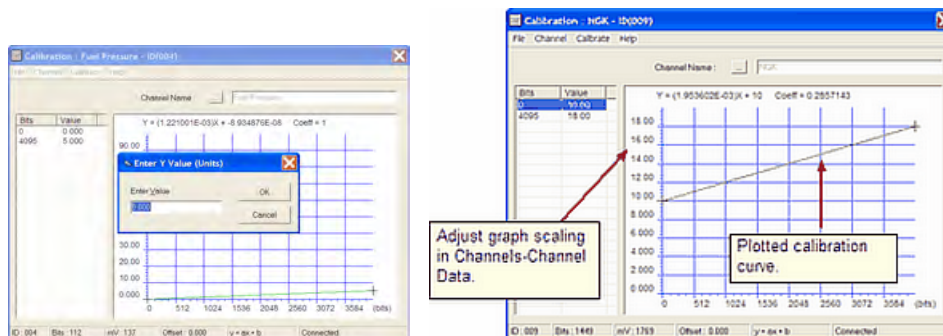 Calibration : Fuel Pressure - ID(004)
Channel Name : ...
Fuel Pressure
Bits Value
0 0.000
4095 5.000
Y = (1.221001E-03)X + -8.934876E-08 Coeff = 1
90.00
Enter Y Value (Units)
Enter Value
0.000
OK
Cancel
30.00
20.00
10.00
0.000
512 1024 1536 2048 2560 3072 3584 (bits)
ID : 004 Bits : 112 mV : 137 Offset : 0.000 y = ax + b Connected
Calibration : NGK - ID(009)
File Channel Calibrate Help
Channel Name : ... NGK
Bits Value
0 10.00
4095 18.00
Y = (1.953602E-03)X + 10 Coeff = 0.2857143
18.00
16.00
14.00
12.00
8.000
6.000
4.000
2.000
0.000
512 1024 1536 2048 2560 3072 3584 (bits)
Adjust graph scaling
in Channels-Channel
Data.
Plotted calibration
curve.
ID : 009 Bits : 1449 mV : 1769 Offset : 0.000 y = ax + b Connected